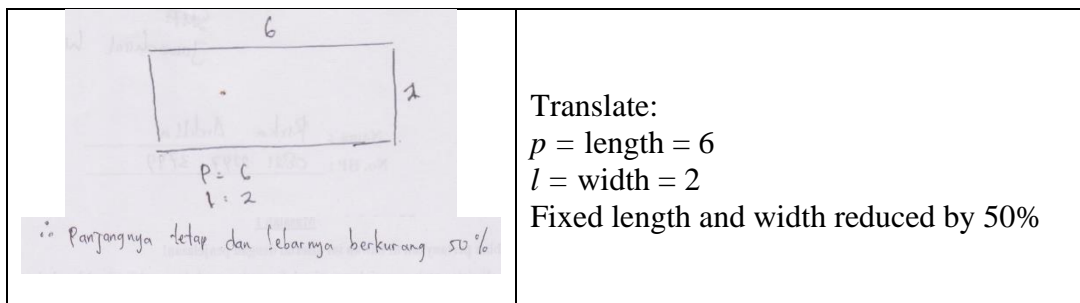 6
2
P = 6
l : 2
∴ Panjangnya tetap dan lebarnya berkurang 50%
Translate:
p = length = 6
l = width = 2
Fixed length and width reduced by 50%